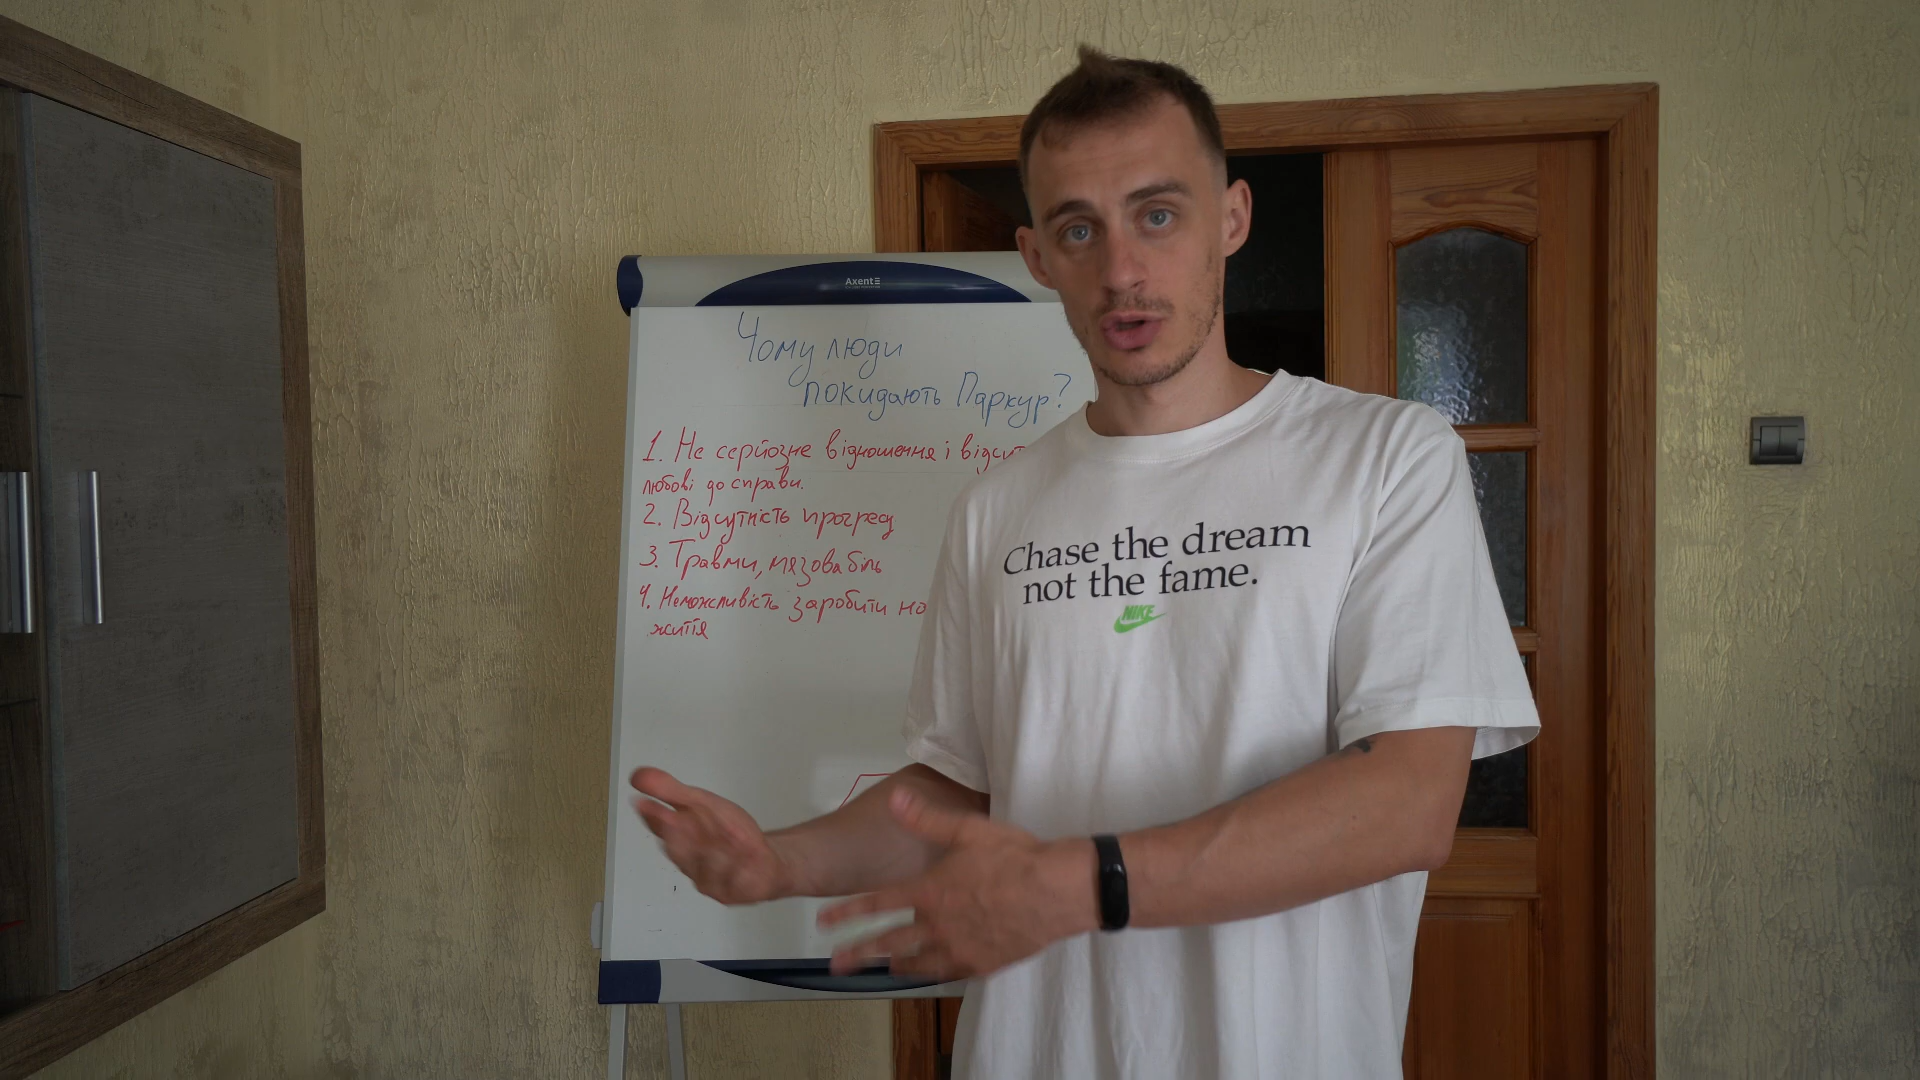 Axent
Чому люди
покидають Паркур?
1. Не серйозне відношення і відсут
любові до справи.
2. Відсутність прогресу
3. Травми, мязова біль
4. Неможливість заробити на
життя
Chase the dream
not the fame.
NIKE